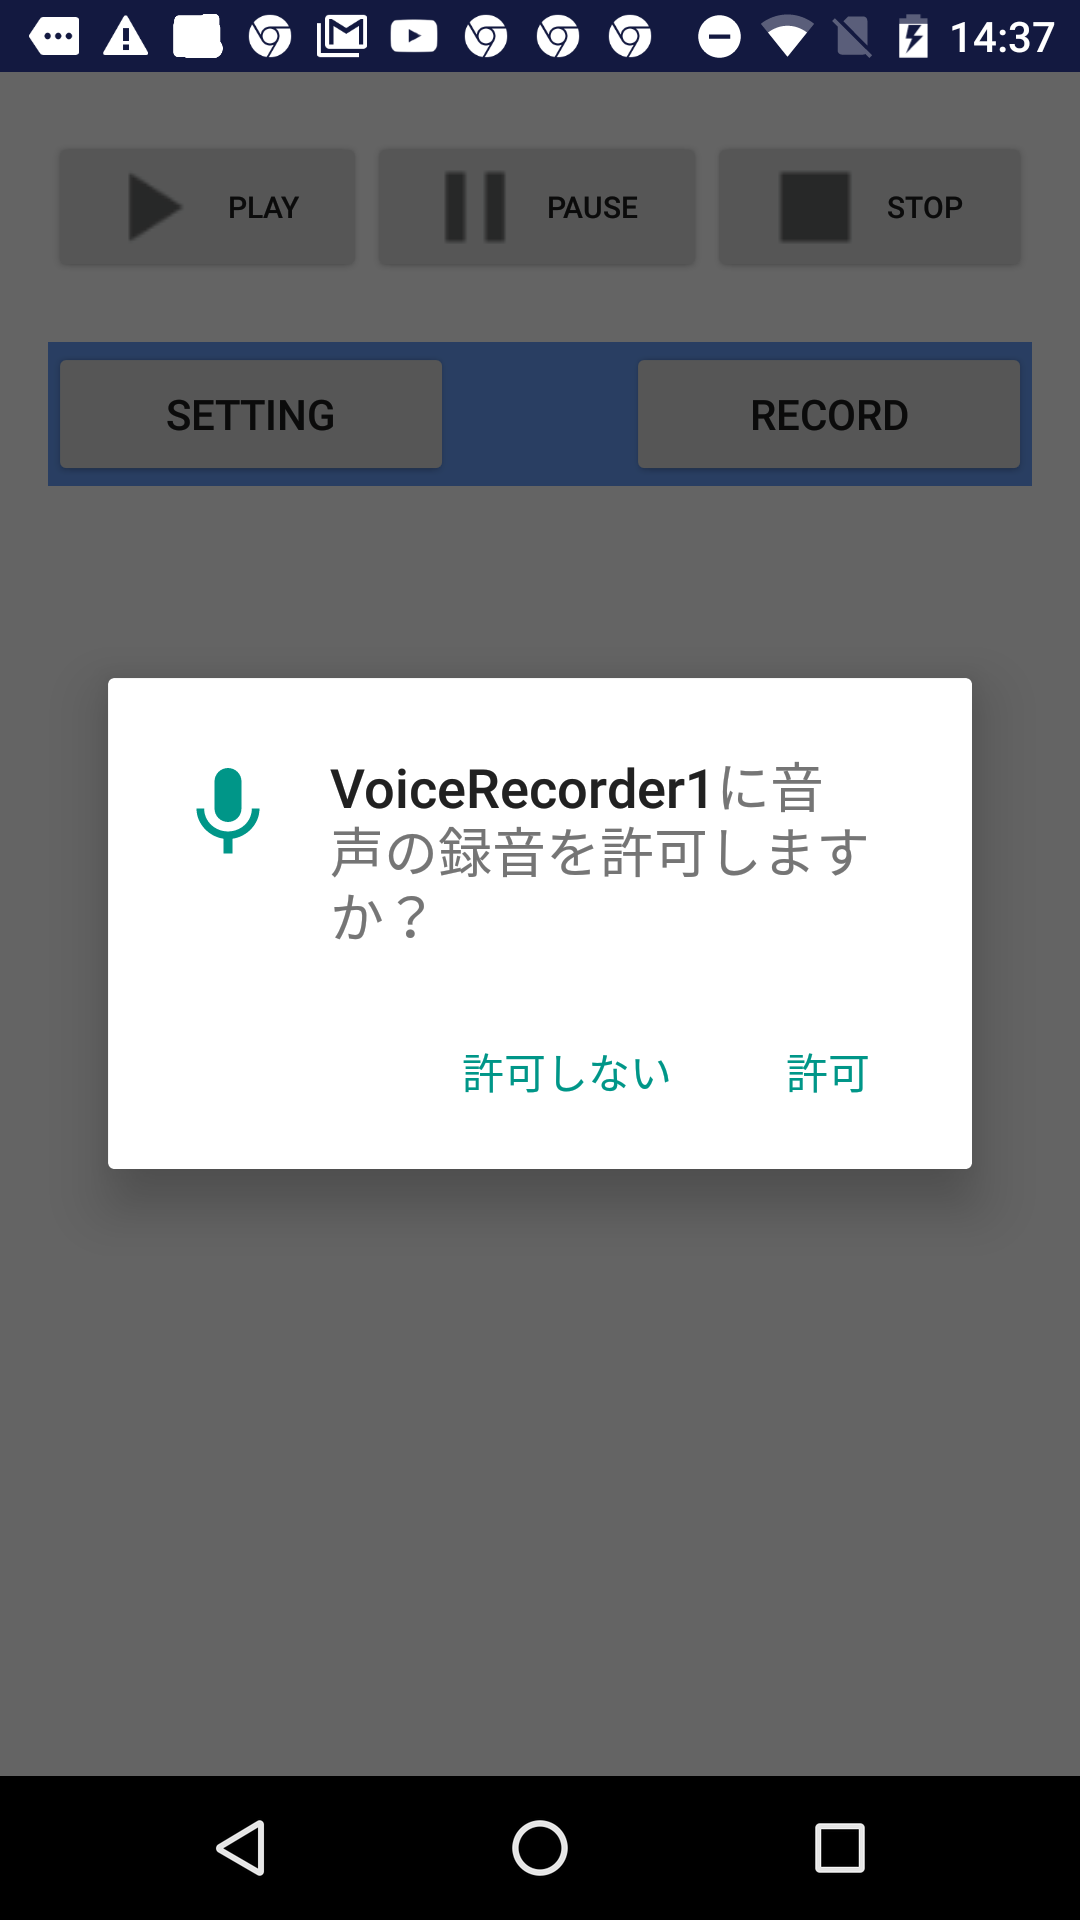 14:37
PLAY PAUSE STOP
SETTING RECORD
VoiceRecorder1に音
声の録音を許可します
か？
許可しない 許可